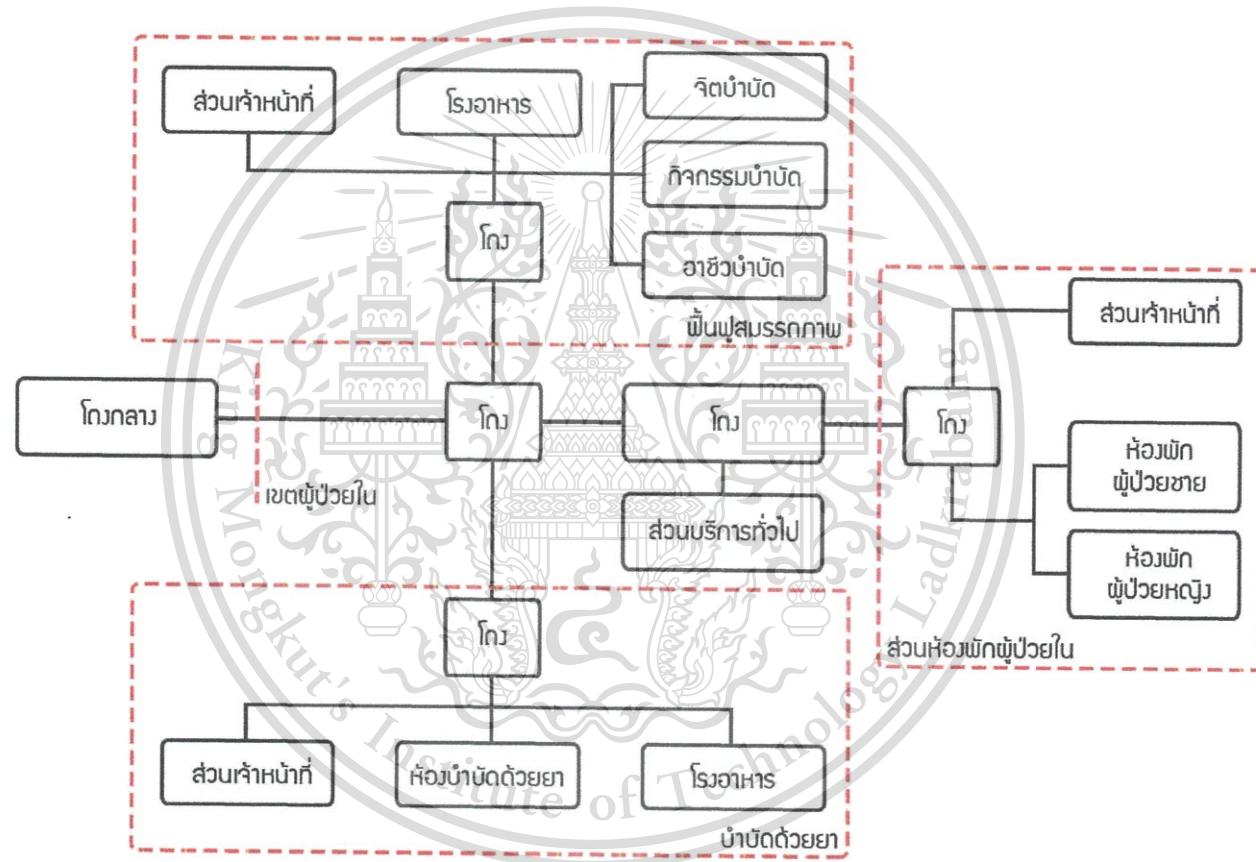 ส่วนเจ้าหน้าที่
โรงอาหาร
จิตบำบัด
กิจกรรมบำบัด
อาชีวบำบัด
โถง
ฟื้นฟูสมรรถภาพ
โถงกลาง
เขตผู้ป่วยใน
โถง
โถง
ส่วนบริการทั่วไป
โถง
ส่วนเจ้าหน้าที่
ห้องพัก
ผู้ป่วยชาย
ห้องพัก
ผู้ป่วยหญิง
ส่วนห้องพักผู้ป่วยใน
โถง
ส่วนเจ้าหน้าที่
ห้องบำบัดด้วยยา
โรงอาหาร
บำบัดด้วยยา
King Mongkut's Institute of Technology Ladkrabang